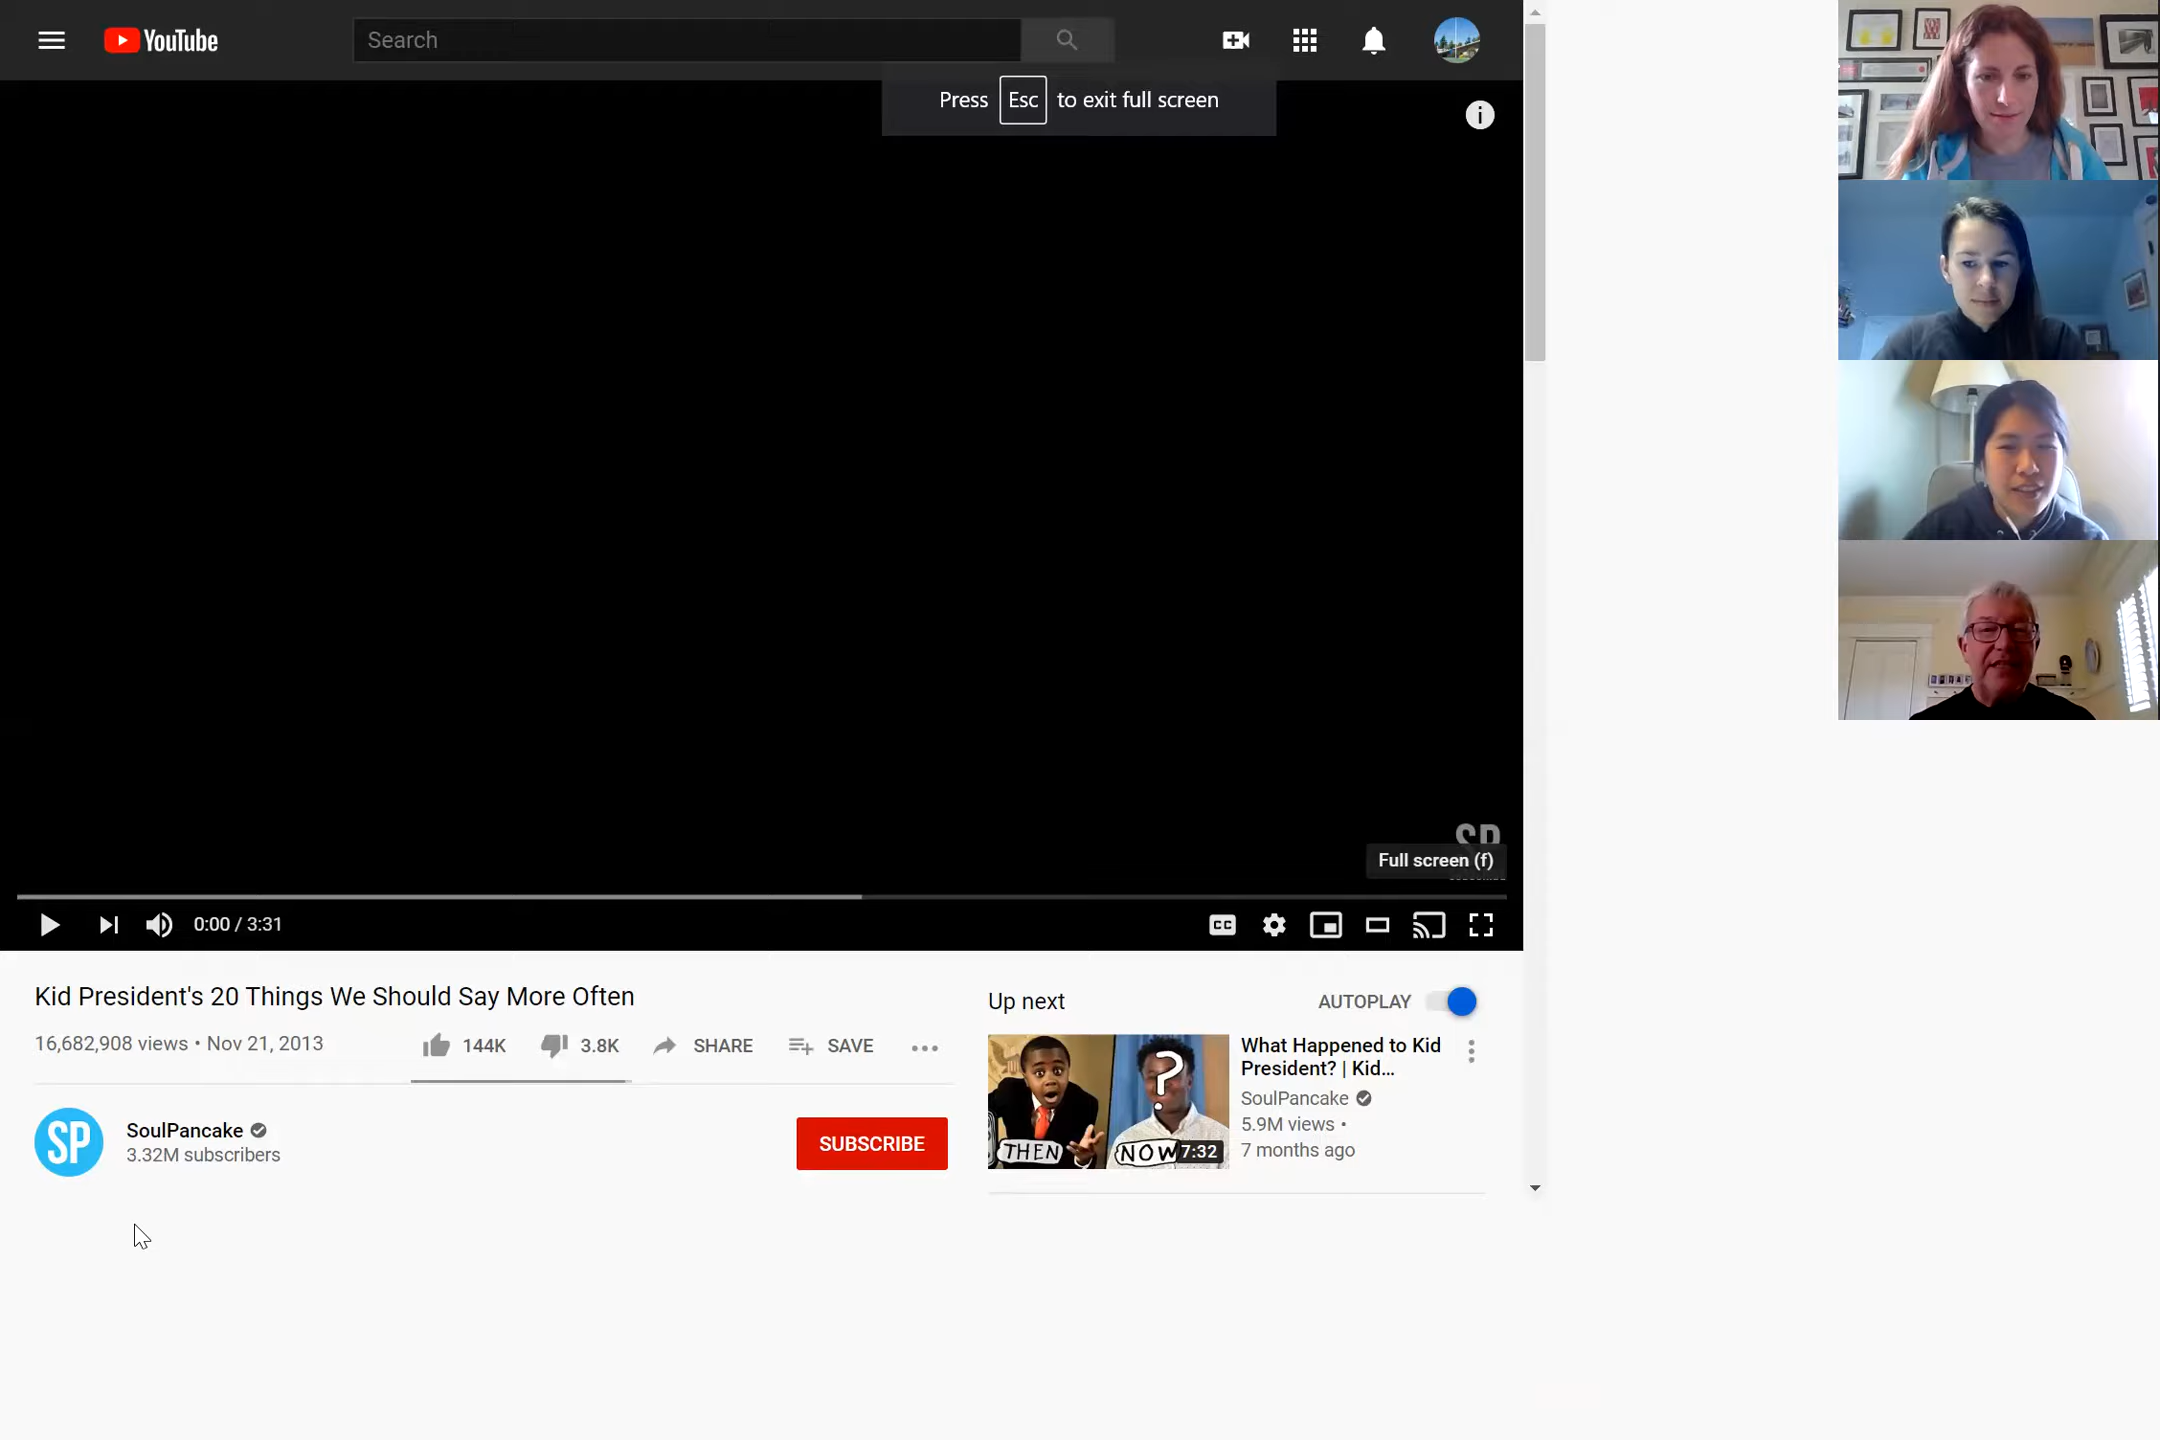 YouTube
Search
Press Esc to exit full screen
SP
Full screen (f)
0:00 / 3:31
CC
Kid President's 20 Things We Should Say More Often
16,682,908 views • Nov 21, 2013
144K
3.8K
SHARE
SAVE
SP
SoulPancake
3.32M subscribers
SUBSCRIBE
Up next
AUTOPLAY
?
THEN
NOW
7:32
What Happened to Kid
President? | Kid...
SoulPancake
5.9M views •
7 months ago